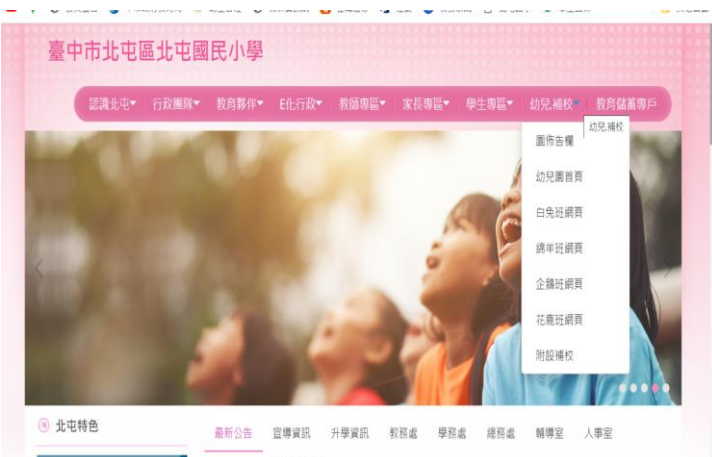 臺中市北屯區北屯國民小學
認識北屯▾ 行政團隊▾ 教育夥伴▾ E化行政▾ 教師專區▾ 家長專區▾ 學生專區▾ 幼兒.補校▾ 教育儲蓄專戶
幼兒.補校
園佈告欄
幼兒園首頁
白兔班網頁
綿羊班網頁
企鵝班網頁
花鹿班網頁
附設補校
北屯特色
最新公告 宣導資訊 升學資訊 教務處 學務處 總務處 輔導室 人事室